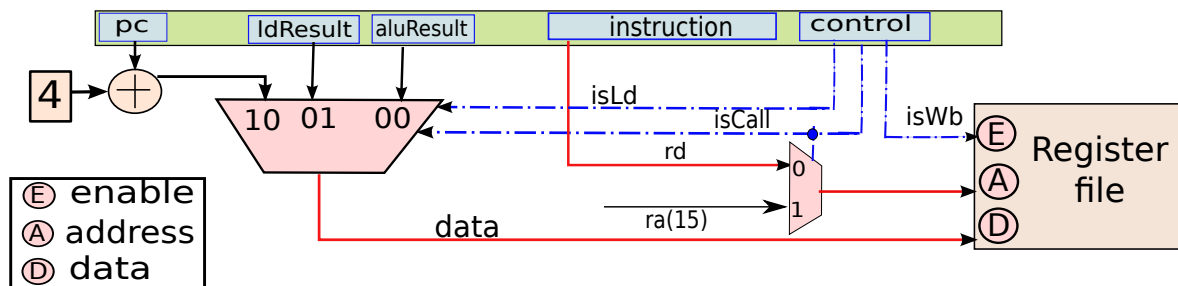 pc
ldResult
aluResult
instruction
control
4
10
01
00
isLd
isCall
isWb
rd
0
1
ra(15)
data
E
A
D
Register
file
E enable
A address
D data